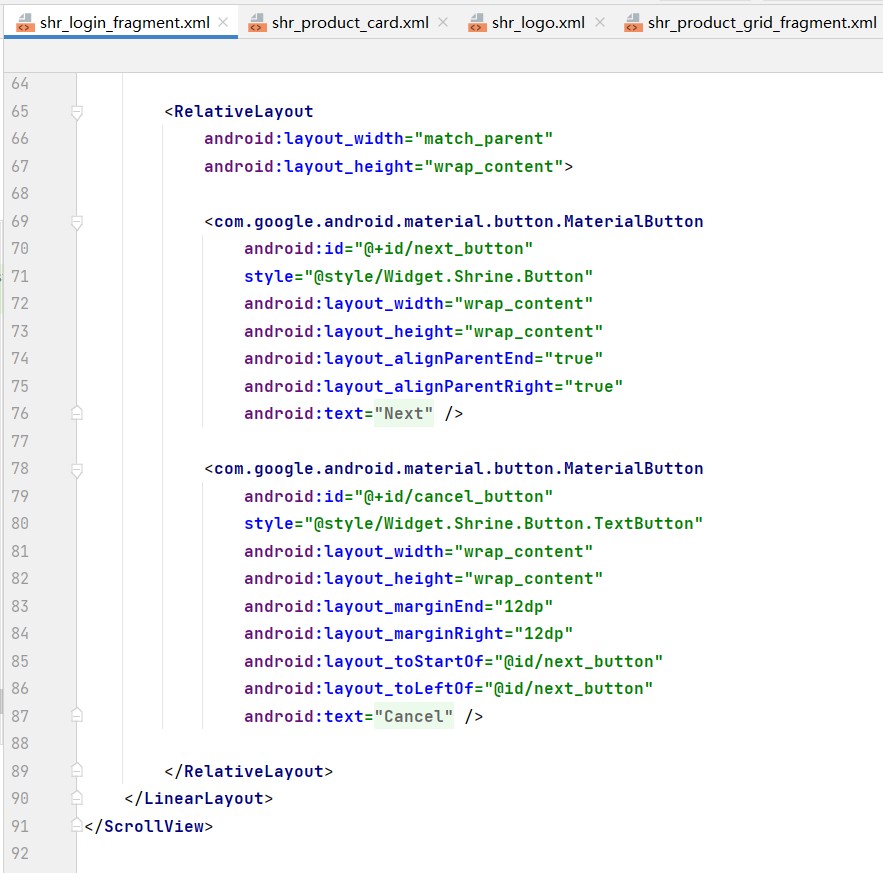 shr_login_fragment.xml shr_product_card.xml shr_logo.xml shr_product_grid_fragment.xml
64
65 <RelativeLayout
66 android:layout_width="match_parent"
67 android:layout_height="wrap_content">
68
69 <com.google.android.material.button.MaterialButton
70 android:id="@+id/next_button"
71 style="@style/Widget.Shrine.Button"
72 android:layout_width="wrap_content"
73 android:layout_height="wrap_content"
74 android:layout_alignParentEnd="true"
75 android:layout_alignParentRight="true"
76 android:text="Next" />
77
78 <com.google.android.material.button.MaterialButton
79 android:id="@+id/cancel_button"
80 style="@style/Widget.Shrine.Button.TextButton"
81 android:layout_width="wrap_content"
82 android:layout_height="wrap_content"
83 android:layout_marginEnd="12dp"
84 android:layout_marginRight="12dp"
85 android:layout_toStartOf="@id/next_button"
86 android:layout_toLeftOf="@id/next_button"
87 android:text="Cancel" />
88
89 </RelativeLayout>
90 </LinearLayout>
91 </ScrollView>
92